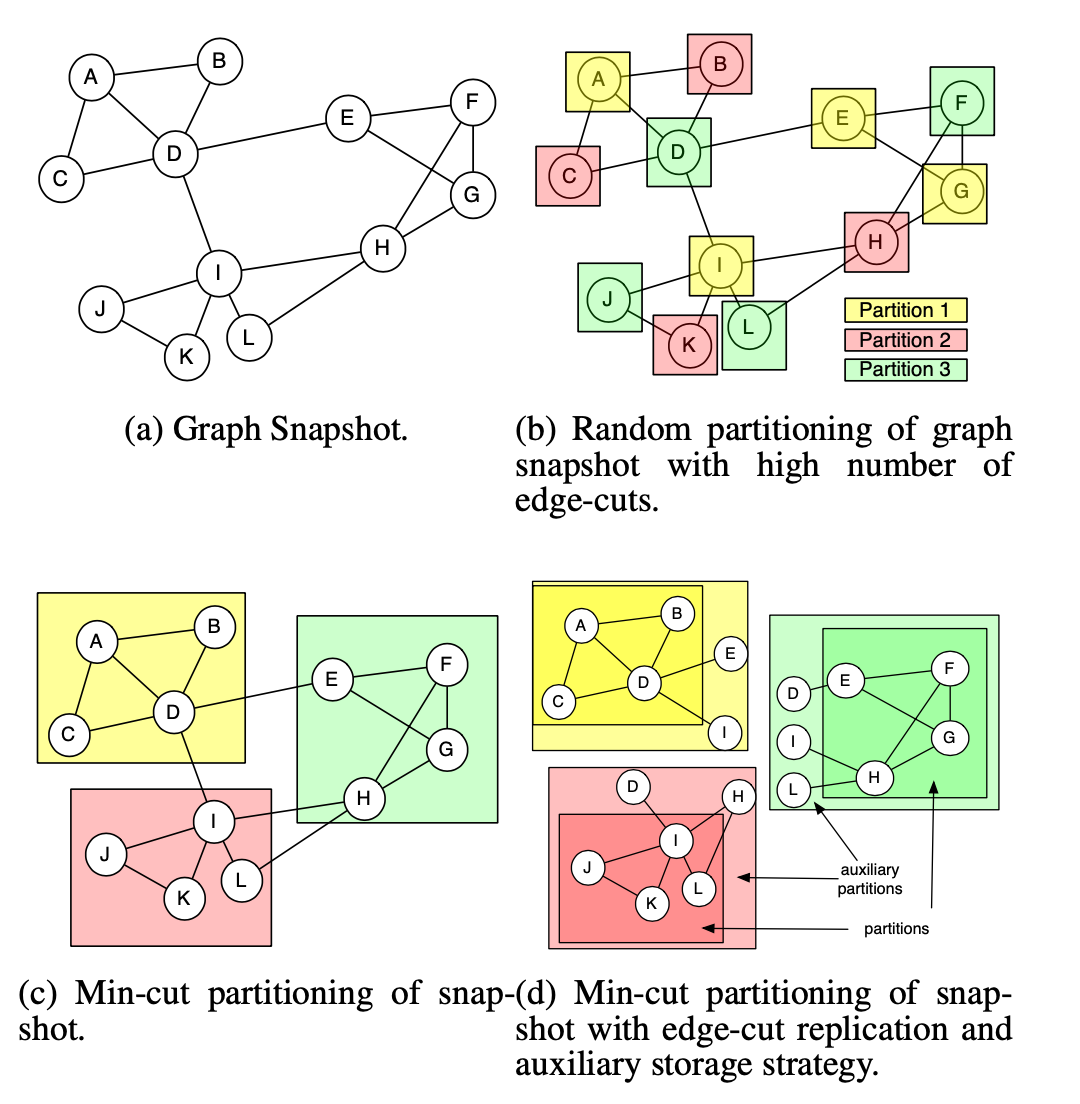 A
B
C
D
E
F
G
H
I
J
K
L
(a) Graph Snapshot.
A
B
C
D
E
F
G
H
I
J
K
L
Partition 1
Partition 2
Partition 3
(b) Random partitioning of graph
snapshot with high number of
edge-cuts.
A
B
C
D
E
F
G
H
I
J
K
L
(c) Min-cut partitioning of snap-
shot.
A
B
C
D
E
I
D
I
L
E
F
G
H
D
H
I
J
K
L
auxiliary
partitions
partitions
(d) Min-cut partitioning of snap-
shot with edge-cut replication and
auxiliary storage strategy.